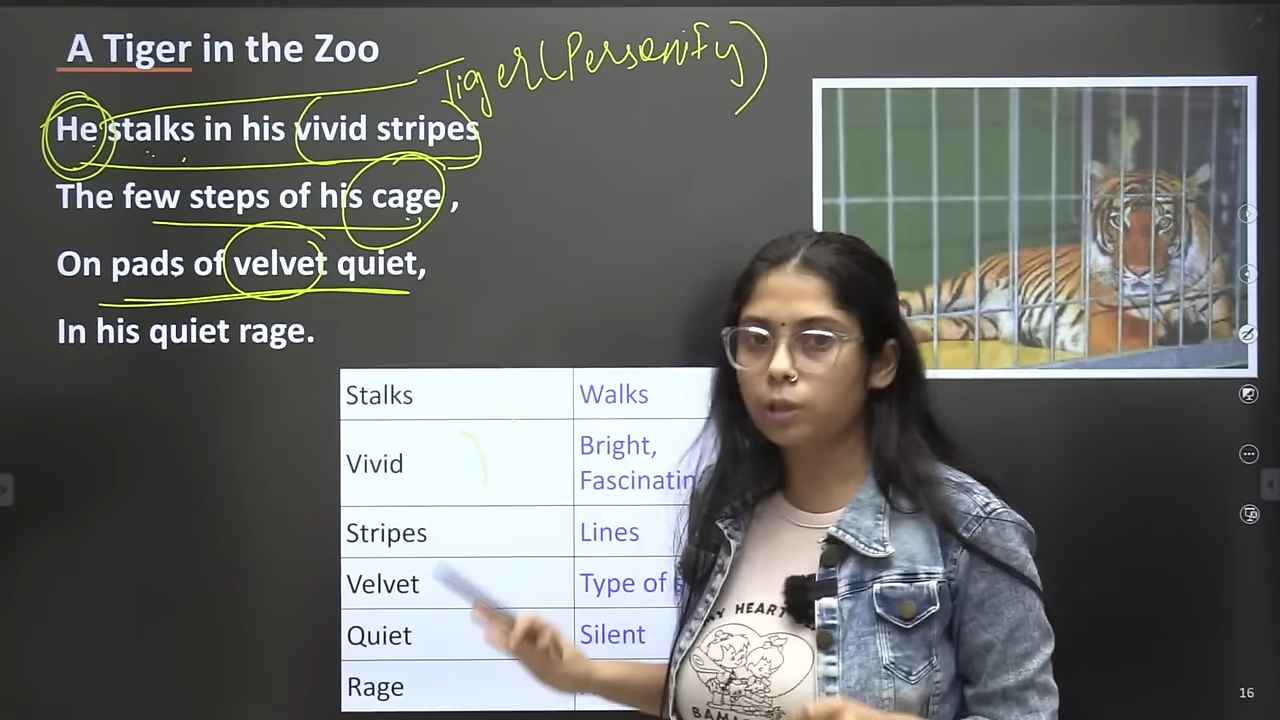 A Tiger in the Zoo
Tiger (Personify)
He stalks in his vivid stripes
The few steps of his cage ,
On pads of velvet quiet,
In his quiet rage.
Stalks Walks
Vivid Bright,
Stripes Lines
Velvet Type of
Quiet Silent
Rage
HEART
16